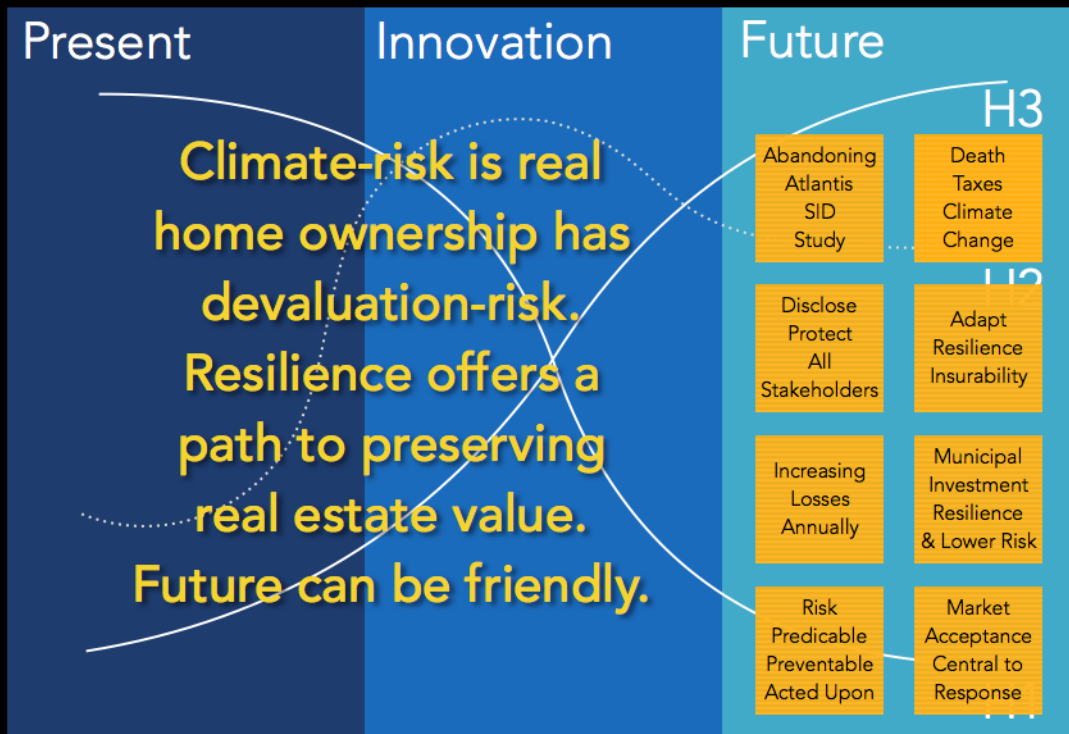 Present
Innovation
Future
Climate-risk is real
home ownership has
devaluation-risk.
Resilience offers a
path to preserving
real estate value.
Future can be friendly.
H3
Abandoning
Atlantis
SID
Study
Death
Taxes
Climate
Change
H2
Disclose
Protect
All
Stakeholders
Adapt
Resilience
Insurability
Increasing
Losses
Annually
Municipal
Investment
Resilience
& Lower Risk
Risk
Predicable
Preventable
Acted Upon
Market
Acceptance
Central to
Response
H1